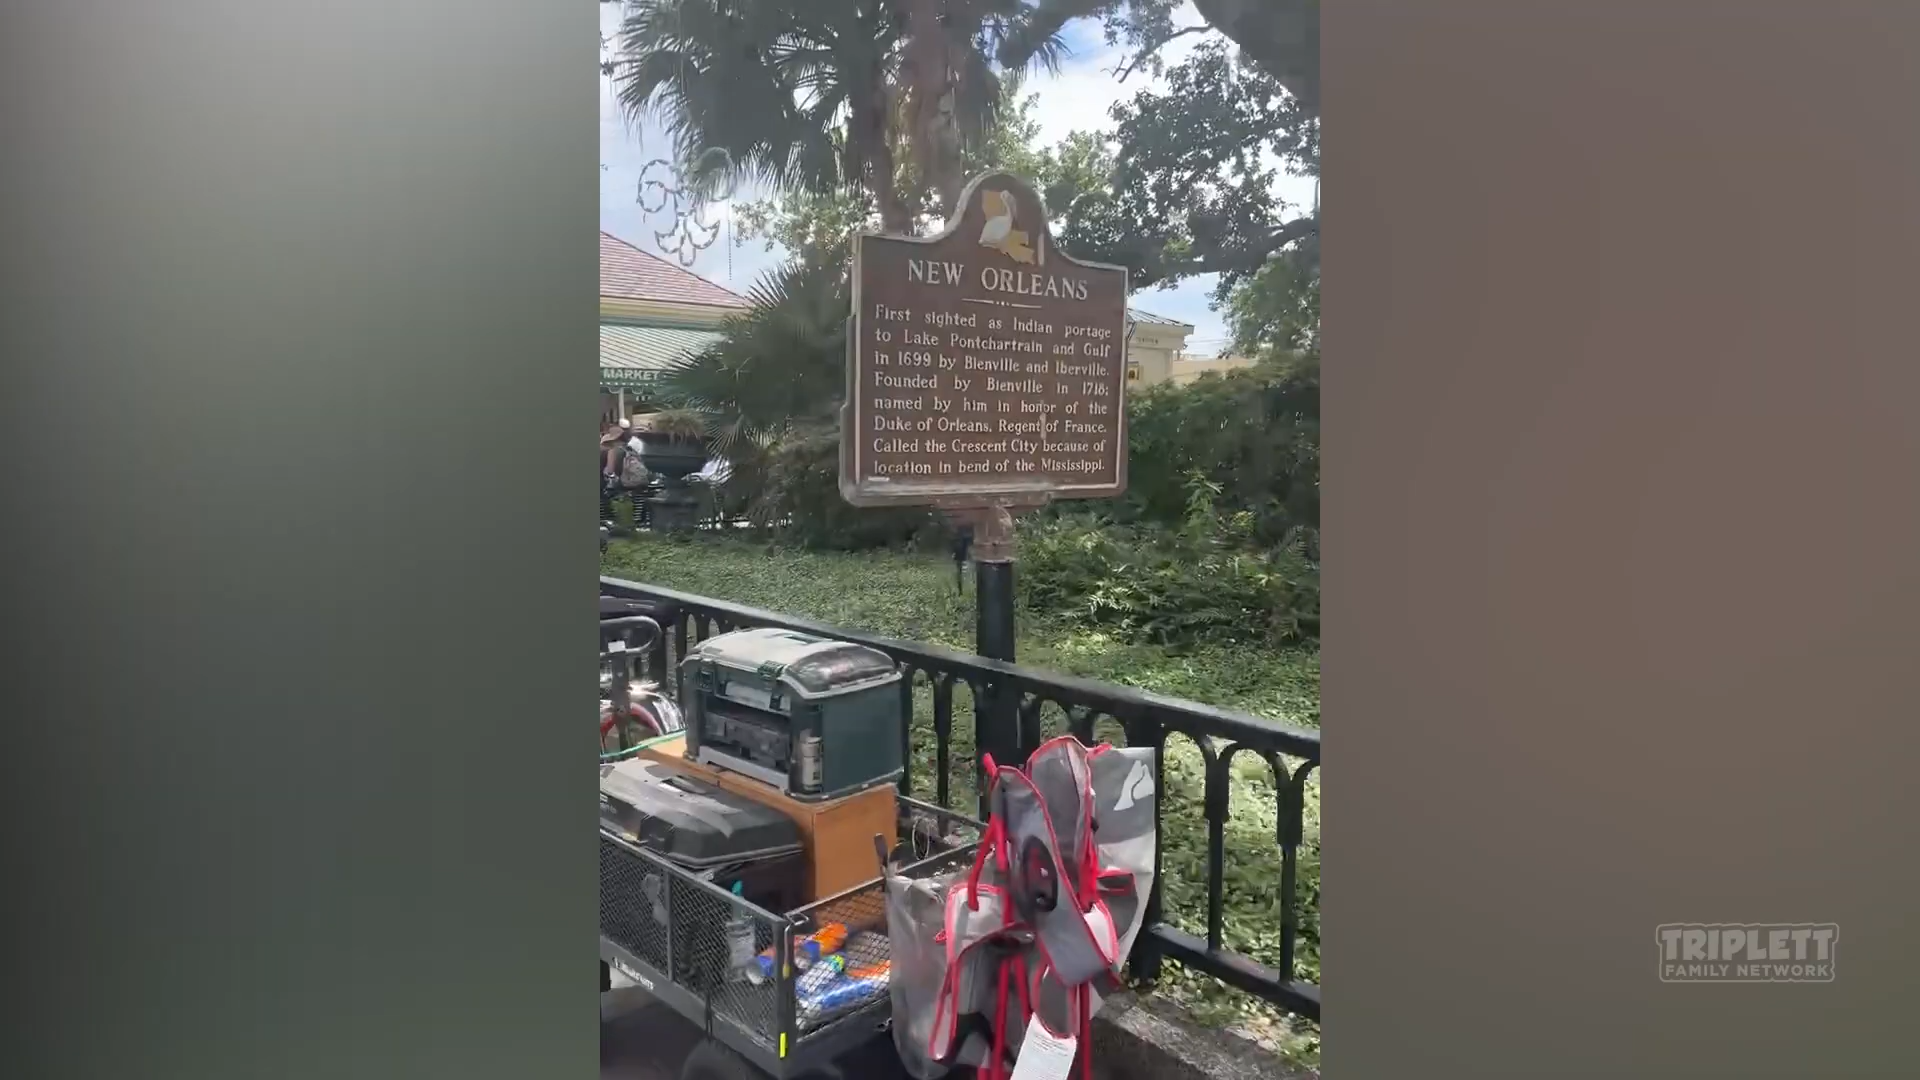 NEW ORLEANS
First sighted as Indian portage
to Lake Pontchartrain and Gulf
in 1699 by Bienville and Iberville.
Founded by Bienville in 1718;
named by him in honor of the
Duke of Orleans, Regent of France.
Called the Crescent City because of
location in bend of the Mississippi.
MARKET
TRIPLETT
FAMILY NETWORK